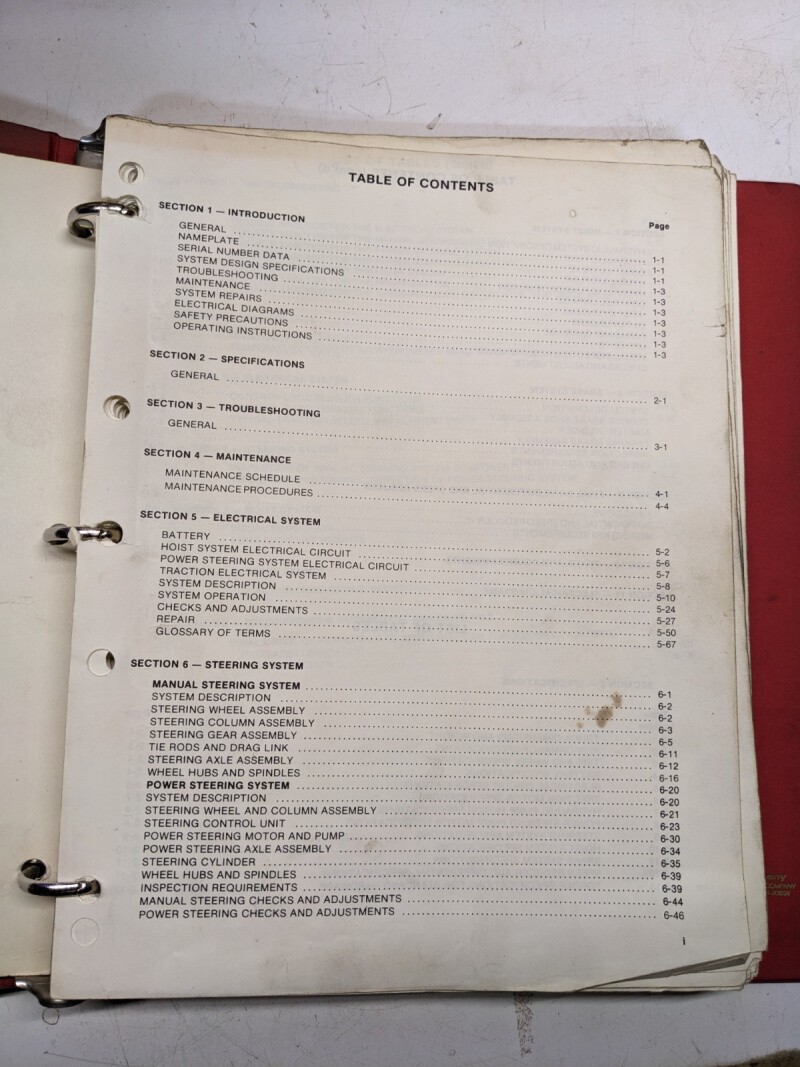 TABLE OF CONTENTS
Page
SECTION 1 — INTRODUCTION
GENERAL ........ 1-1
NAMEPLATE ........ 1-1
SERIAL NUMBER DATA ........ 1-1
SYSTEM DESIGN SPECIFICATIONS ........ 1-3
TROUBLESHOOTING ........ 1-3
MAINTENANCE ........ 1-3
SYSTEM REPAIRS ........ 1-3
ELECTRICAL DIAGRAMS ........ 1-3
SAFETY PRECAUTIONS ........ 1-3
OPERATING INSTRUCTIONS ........ 1-3
SECTION 2 — SPECIFICATIONS
GENERAL ........ 2-1
SECTION 3 — TROUBLESHOOTING
GENERAL ........ 3-1
SECTION 4 — MAINTENANCE
MAINTENANCE SCHEDULE ........ 4-1
MAINTENANCE PROCEDURES ........ 4-4
SECTION 5 — ELECTRICAL SYSTEM
BATTERY ........ 5-2
HOIST SYSTEM ELECTRICAL CIRCUIT ........ 5-6
POWER STEERING SYSTEM ELECTRICAL CIRCUIT ........ 5-7
TRACTION ELECTRICAL SYSTEM ........ 5-8
SYSTEM DESCRIPTION ........ 5-10
SYSTEM OPERATION ........ 5-24
CHECKS AND ADJUSTMENTS ........ 5-27
REPAIR ........ 5-50
GLOSSARY OF TERMS ........ 5-67
SECTION 6 — STEERING SYSTEM
MANUAL STEERING SYSTEM ........ 6-1
SYSTEM DESCRIPTION ........ 6-2
STEERING WHEEL ASSEMBLY ........ 6-2
STEERING COLUMN ASSEMBLY ........ 6-3
STEERING GEAR ASSEMBLY ........ 6-5
TIE RODS AND DRAG LINK ........ 6-11
STEERING AXLE ASSEMBLY ........ 6-12
WHEEL HUBS AND SPINDLES ........ 6-16
POWER STEERING SYSTEM ........ 6-20
SYSTEM DESCRIPTION ........ 6-20
STEERING WHEEL AND COLUMN ASSEMBLY ........ 6-21
STEERING CONTROL UNIT ........ 6-23
POWER STEERING MOTOR AND PUMP ........ 6-30
POWER STEERING AXLE ASSEMBLY ........ 6-34
STEERING CYLINDER ........ 6-35
WHEEL HUBS AND SPINDLES ........ 6-39
INSPECTION REQUIREMENTS ........ 6-39
MANUAL STEERING CHECKS AND ADJUSTMENTS ........ 6-44
POWER STEERING CHECKS AND ADJUSTMENTS ........ 6-46
i